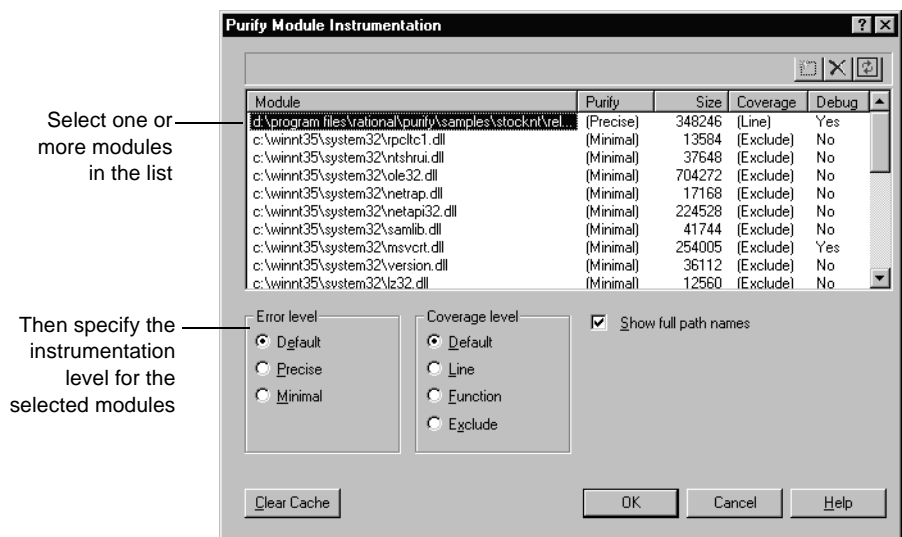 Purify Module Instrumentation
Module Purify Size Coverage Debug
d:\program files\rational\purify\samples\stocknt\rel... (Precise) 348246 (Line) Yes
c:\winnt35\system32\rpcltc1.dll (Minimal) 13584 (Exclude) No
c:\winnt35\system32\ntshrui.dll (Minimal) 37648 (Exclude) No
c:\winnt35\system32\ole32.dll (Minimal) 704272 (Exclude) No
c:\winnt35\system32\netrap.dll (Minimal) 17168 (Exclude) No
c:\winnt35\system32\netapi32.dll (Minimal) 224528 (Exclude) No
c:\winnt35\system32\samlib.dll (Minimal) 41744 (Exclude) No
c:\winnt35\system32\msvcrt.dll (Minimal) 254005 (Exclude) Yes
c:\winnt35\system32\version.dll (Minimal) 36112 (Exclude) No
c:\winnt35\system32\lz32.dll (Minimal) 12560 (Exclude) No
Select one or
more modules
in the list
Then specify the
instrumentation
level for the
selected modules
Error level
Default
Precise
Minimal
Coverage level
Default
Line
Function
Exclude
Show full path names
Clear Cache
OK
Cancel
Help